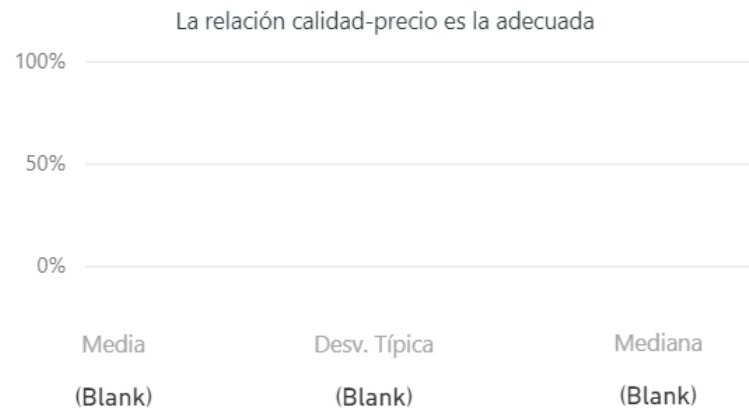 La relación calidad-precio es la adecuada
100%
50%
0%
Media Desv. Típica Mediana
(Blank) (Blank) (Blank)